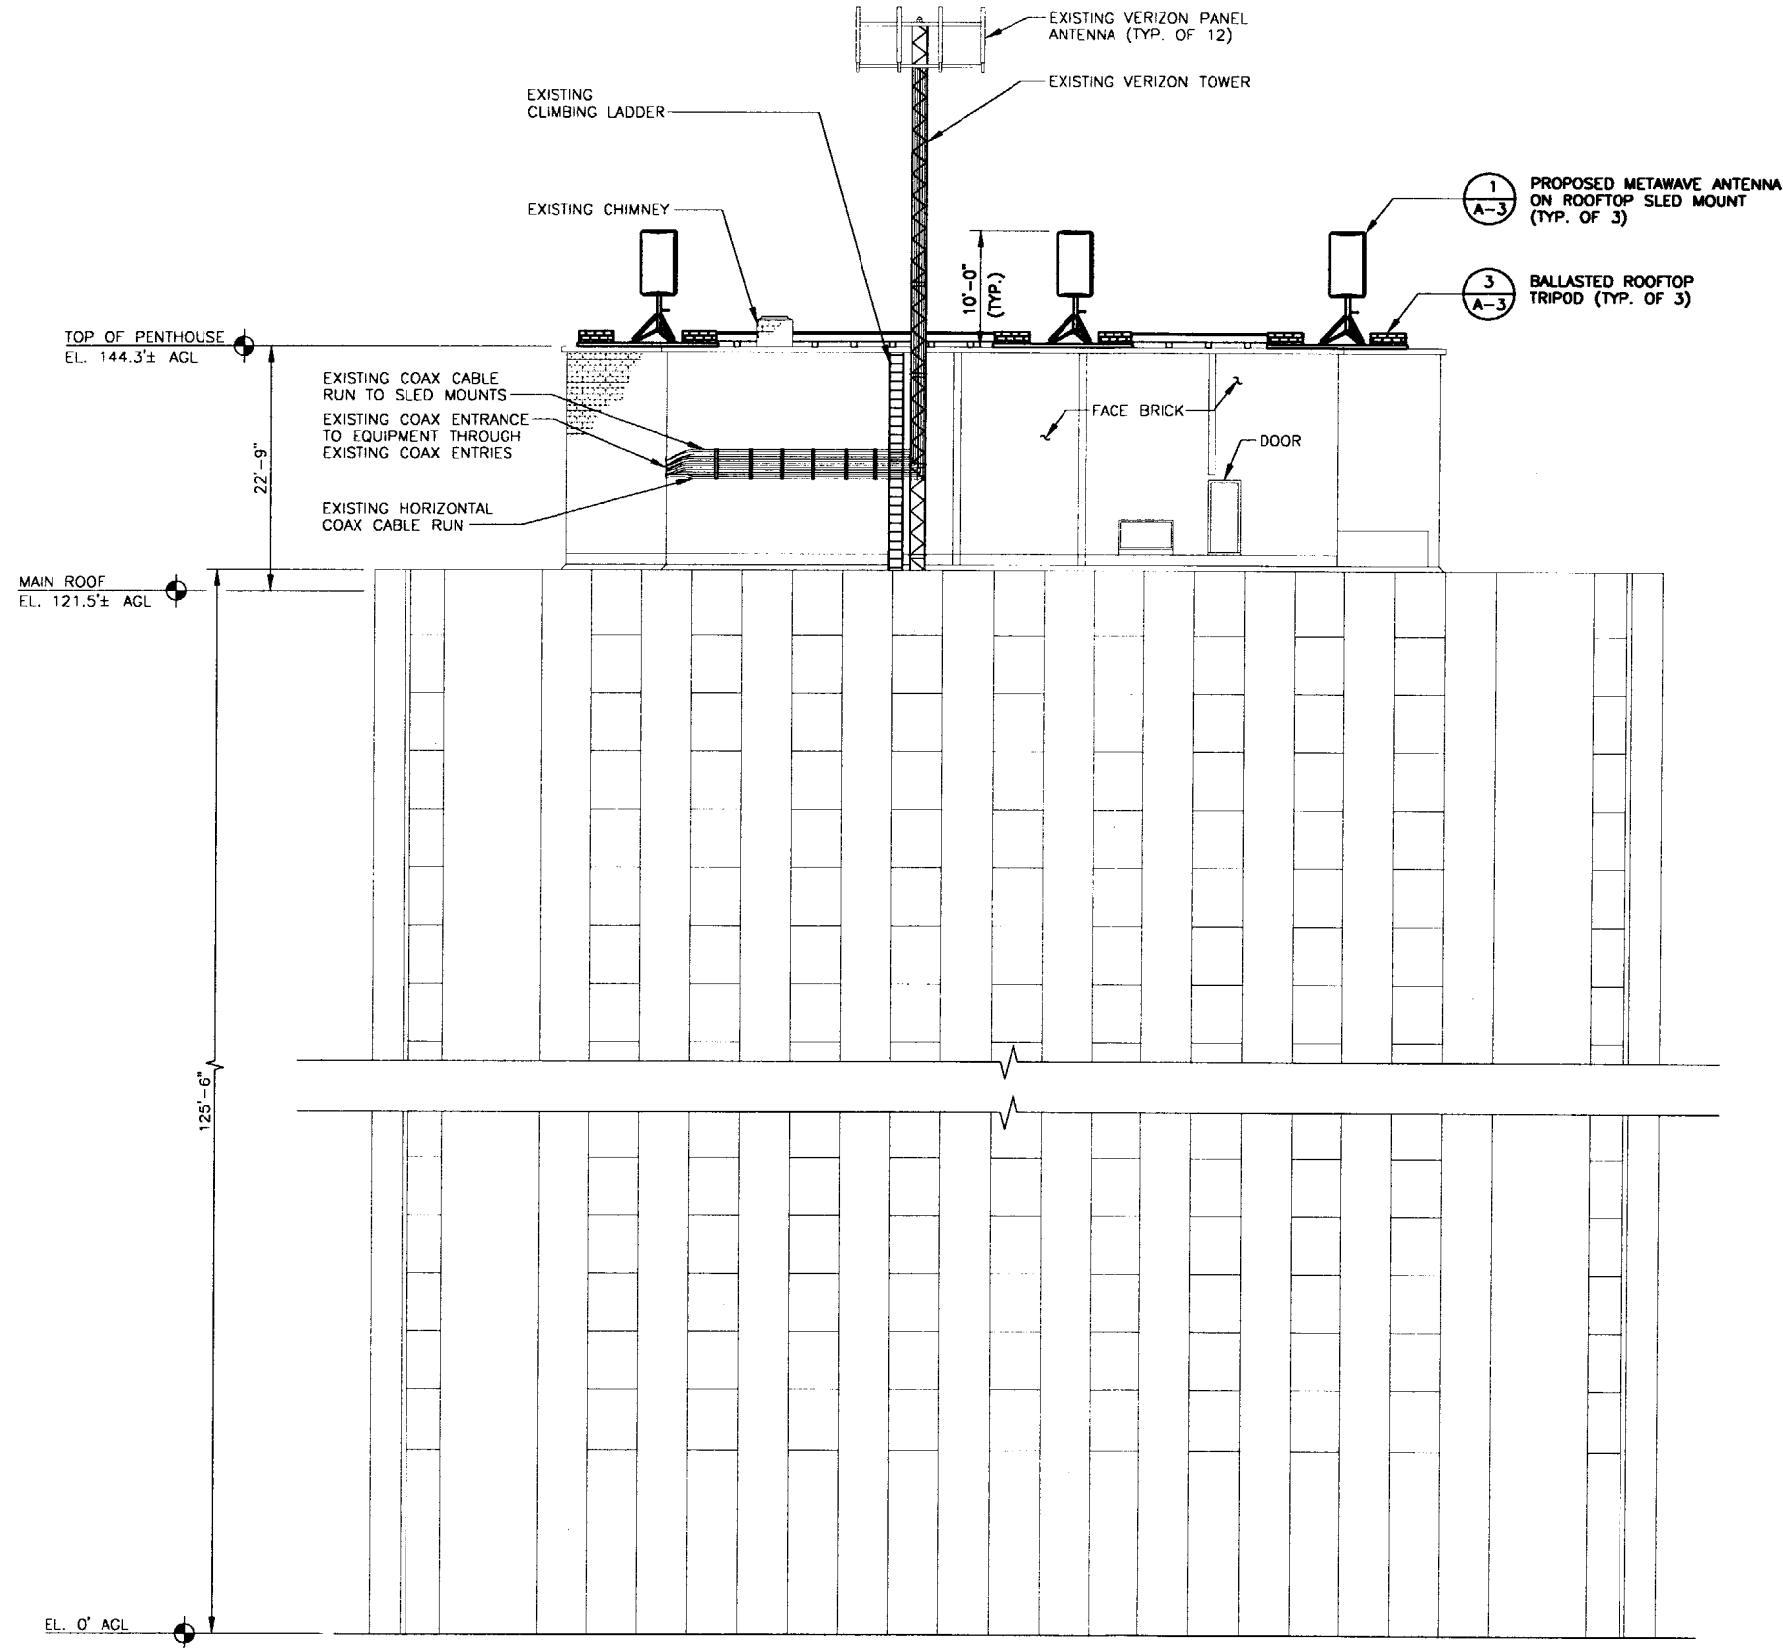 EXISTING VERIZON PANEL
ANTENNA (TYP. OF 12)
EXISTING VERIZON TOWER
EXISTING
CLIMBING LADDER
EXISTING CHIMNEY
1
A-3
PROPOSED METAWAVE ANTENNA
ON ROOFTOP SLED MOUNT
(TYP. OF 3)
10'-0"
(TYP.)
3
A-3
BALLASTED ROOFTOP
TRIPOD (TYP. OF 3)
TOP OF PENTHOUSE
EL. 144.3'± AGL
EXISTING COAX CABLE
RUN TO SLED MOUNTS
EXISTING COAX ENTRANCE
TO EQUIPMENT THROUGH
EXISTING COAX ENTRIES
FACE BRICK
DOOR
22'-9"
EXISTING HORIZONTAL
COAX CABLE RUN
MAIN ROOF
EL. 121.5'± AGL
125'-6"
EL. 0' AGL